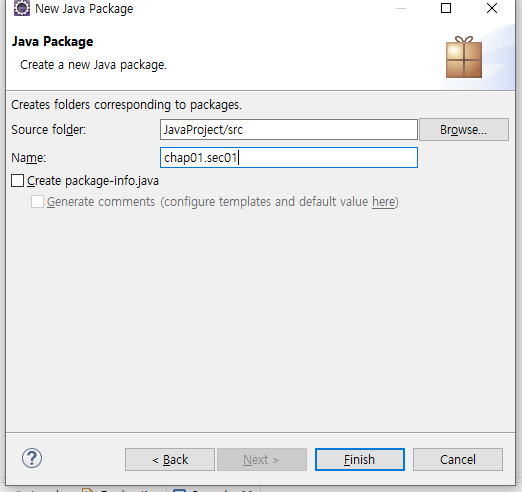 New Java Package
Java Package
Create a new Java package.
Creates folders corresponding to packages.
Source folder: JavaProject/src Browse...
Name: chap01.sec01
Create package-info.java
Generate comments (configure templates and default value here)
? < Back Next > Finish Cancel